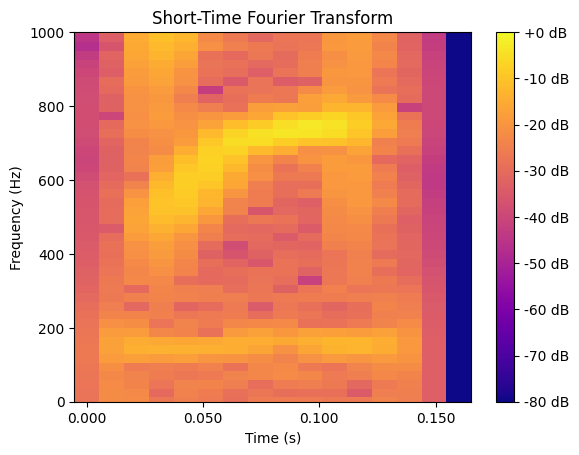 Short-Time Fourier Transform
1000
800
600
400
200
0
Frequency (Hz)
0.000
0.050
0.100
0.150
Time (s)
+0 dB
-10 dB
-20 dB
-30 dB
-40 dB
-50 dB
-60 dB
-70 dB
-80 dB